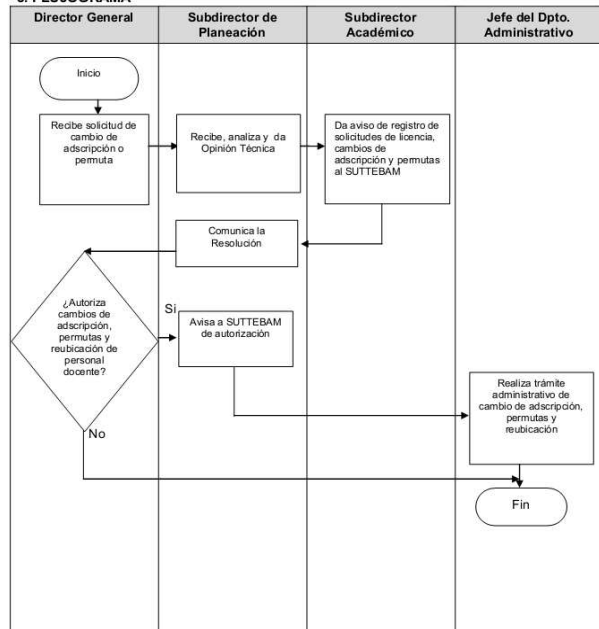 Director General
Subdirector de
Planeación
Subdirector
Académico
Jefe del Dpto.
Administrativo
Inicio
Recibe solicitud de
cambio de
adscripción o
permuta
Recibe, analiza y da
Opinión Técnica
Da aviso de registro de
solicitudes de licencia,
cambios de
adscripción y permutas
al SUTTEBAM
Comunica la
Resolución
¿Autoriza
cambios de
adscripción,
permutas y
reubicación de
personal
docente?
Si
Avisa a SUTTEBAM
de autorización
Realiza trámite
administrativo de
cambio de adscripción,
permutas y
reubicación
No
Fin